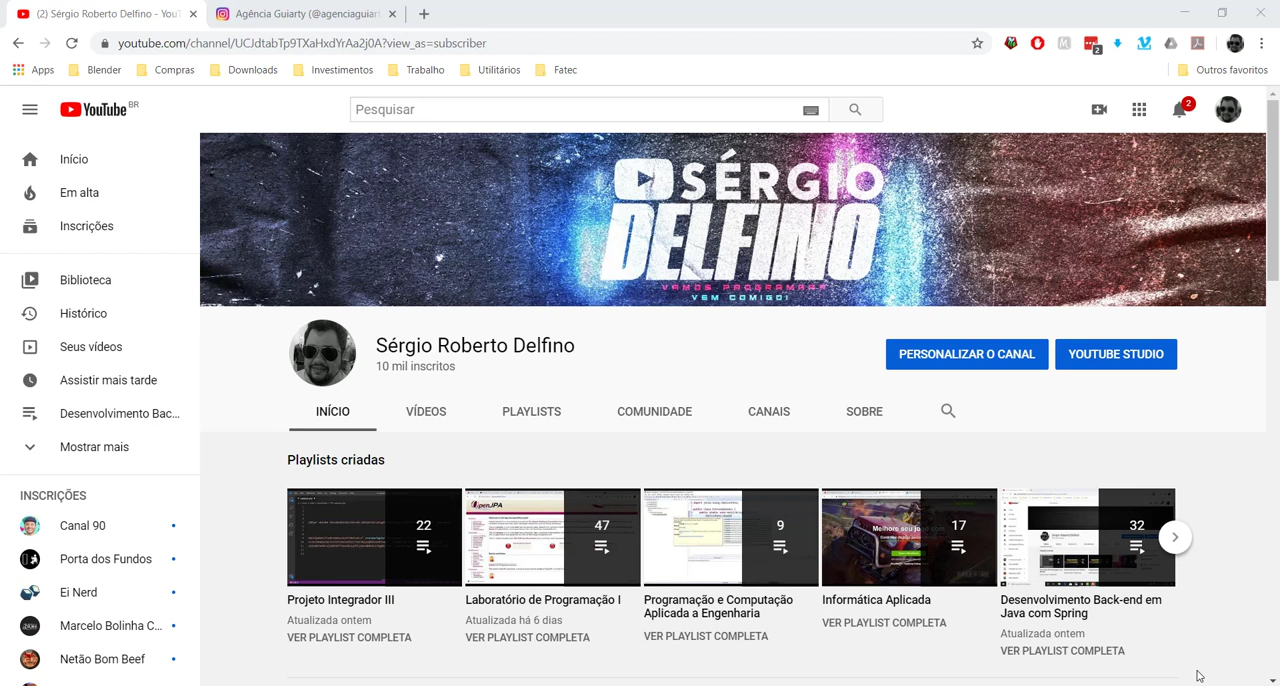 (2) Sérgio Roberto Delfino - YouT
Agência Guiarty (@agenciaguiart
youtube.com/channel/UCJdtabTp9TXaHxdYrAa2j0A?view_as=subscriber
2
Apps
Blender
Compras
Downloads
Investimentos
Trabalho
Utilitários
Fatec
Outros favoritos
YouTube BR
Pesquisar
2
Início
Em alta
Inscrições
Biblioteca
Histórico
Seus vídeos
Assistir mais tarde
Desenvolvimento Bac...
Mostrar mais
INSCRIÇÕES
Canal 90
Porta dos Fundos
Ei Nerd
Marcelo Bolinha C...
Netão Bom Beef
SÉRGIO
DELFINO
VAMOS PROGRAMAR?
VEM COMIGO!
Sérgio Roberto Delfino
10 mil inscritos
PERSONALIZAR O CANAL
YOUTUBE STUDIO
INÍCIO
VÍDEOS
PLAYLISTS
COMUNIDADE
CANAIS
SOBRE
Playlists criadas
22
Projeto Integrador III
Atualizada ontem
VER PLAYLIST COMPLETA
OpenJPA
47
Laboratório de Programação I
Atualizada há 6 dias
VER PLAYLIST COMPLETA
9
Programação e Computação
Aplicada a Engenharia
VER PLAYLIST COMPLETA
Melhore seu jogo com
17
Informática Aplicada
VER PLAYLIST COMPLETA
32
Desenvolvimento Back-end em
Java com Spring
Atualizada ontem
VER PLAYLIST COMPLETA